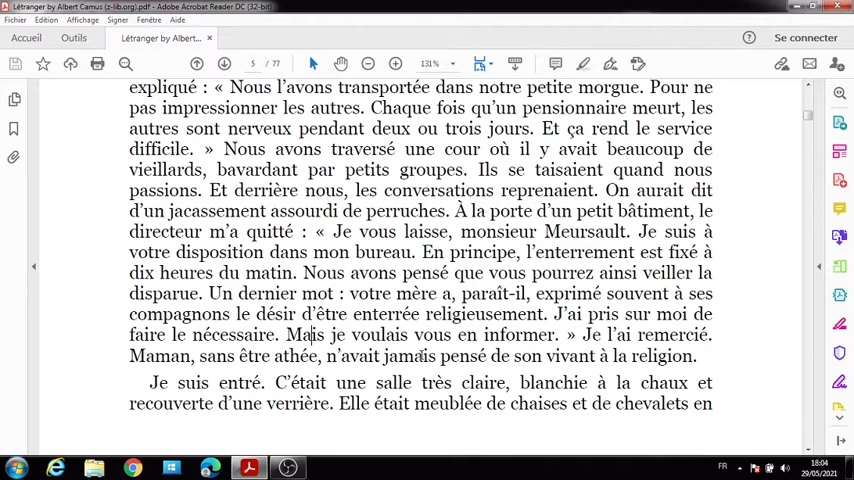 Létranger by Albert Camus (z-lib.org).pdf - Adobe Acrobat Reader DC (32-bit)
Fichier Edition Affichage Signer Fenêtre Aide
Accueil Outils Létranger by Albert... × Se connecter
5 / 77 131%
expliqué : « Nous l’avons transportée dans notre petite morgue. Pour ne
pas impressionner les autres. Chaque fois qu’un pensionnaire meurt, les
autres sont nerveux pendant deux ou trois jours. Et ça rend le service
difficile. » Nous avons traversé une cour où il y avait beaucoup de
vieillards, bavardant par petits groupes. Ils se taisaient quand nous
passions. Et derrière nous, les conversations reprenaient. On aurait dit
d’un jacassement assourdi de perruches. À la porte d’un petit bâtiment, le
directeur m’a quitté : « Je vous laisse, monsieur Meursault. Je suis à
votre disposition dans mon bureau. En principe, l’enterrement est fixé à
dix heures du matin. Nous avons pensé que vous pourrez ainsi veiller la
disparue. Un dernier mot : votre mère a, paraît-il, exprimé souvent à ses
compagnons le désir d’être enterrée religieusement. J’ai pris sur moi de
faire le nécessaire. Mais je voulais vous en informer. » Je l’ai remercié.
Maman, sans être athée, n’avait jamais pensé de son vivant à la religion.
Je suis entré. C’était une salle très claire, blanchie à la chaux et
recouverte d’une verrière. Elle était meublée de chaises et de chevalets en
FR 18:04
29/05/2021